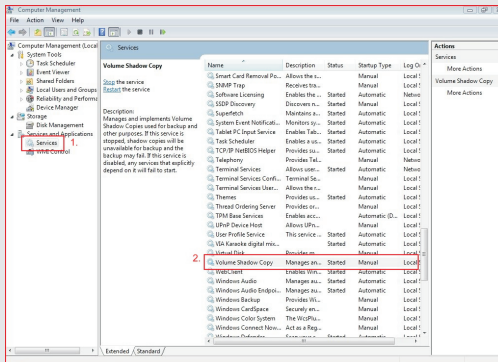 Computer Management
File Action View Help
Computer Management (Local
System Tools
Task Scheduler
Event Viewer
Shared Folders
Local Users and Groups
Reliability and Performa
Device Manager
Storage
Disk Management
Services and Applications
Services
1.
WMI Control
Services
Volume Shadow Copy
Stop the service
Restart the service
Description:
Manages and implements Volume
Shadow Copies used for backup and
other purposes. If this service is
stopped, shadow copies will be
unavailable for backup and the
backup may fail. If this service is
disabled, any services that explicitly
depend on it will fail to start.
Name Description Status Startup Type Log On
Smart Card Removal Po... Allows the s... Manual Local S
SNMP Trap Receives tra... Manual Local S
Software Licensing Enables the ... Started Automatic Netwo
SSDP Discovery Discovers n... Started Manual Local S
Superfetch Maintains a... Started Automatic Local S
System Event Notificati... Monitors sy... Started Automatic Local S
Tablet PC Input Service Enables Tab... Started Automatic Local S
Task Scheduler Enables a us... Started Automatic Local S
TCP/IP NetBIOS Helper Provides su... Started Automatic Local S
Telephony Provides Tel... Manual Netwo
Terminal Services Allows user... Started Automatic Netwo
Terminal Services Confi... Terminal Se... Manual Local S
Terminal Services User... Allows the r... Manual Local S
Themes Provides us... Started Automatic Local S
Thread Ordering Server Provides or... Manual Local S
TPM Base Services Enables acc... Automatic (D... Local S
UPnP Device Host Allows UPn... Manual Local S
User Profile Service This service ... Started Automatic Local S
VIA Karaoke digital mix... Started Automatic Local S
Virtual Disk Provides m... Manual Local S
2.
Volume Shadow Copy Manages an... Started Manual Local S
WebClient Enables Win... Started Automatic Local S
Windows Audio Manages au... Started Automatic Local S
Windows Audio Endpoi... Manages au... Started Automatic Local S
Windows Backup Provides Wi... Manual Local S
Windows CardSpace Securely en... Manual Local S
Windows Color System The WcsPlu... Manual Local S
Windows Connect Now... Act as a Reg... Manual Local S
Windows Defender Started Automatic Local S
Extended Standard
Actions
Services
More Actions
Volume Shadow Copy
More Actions